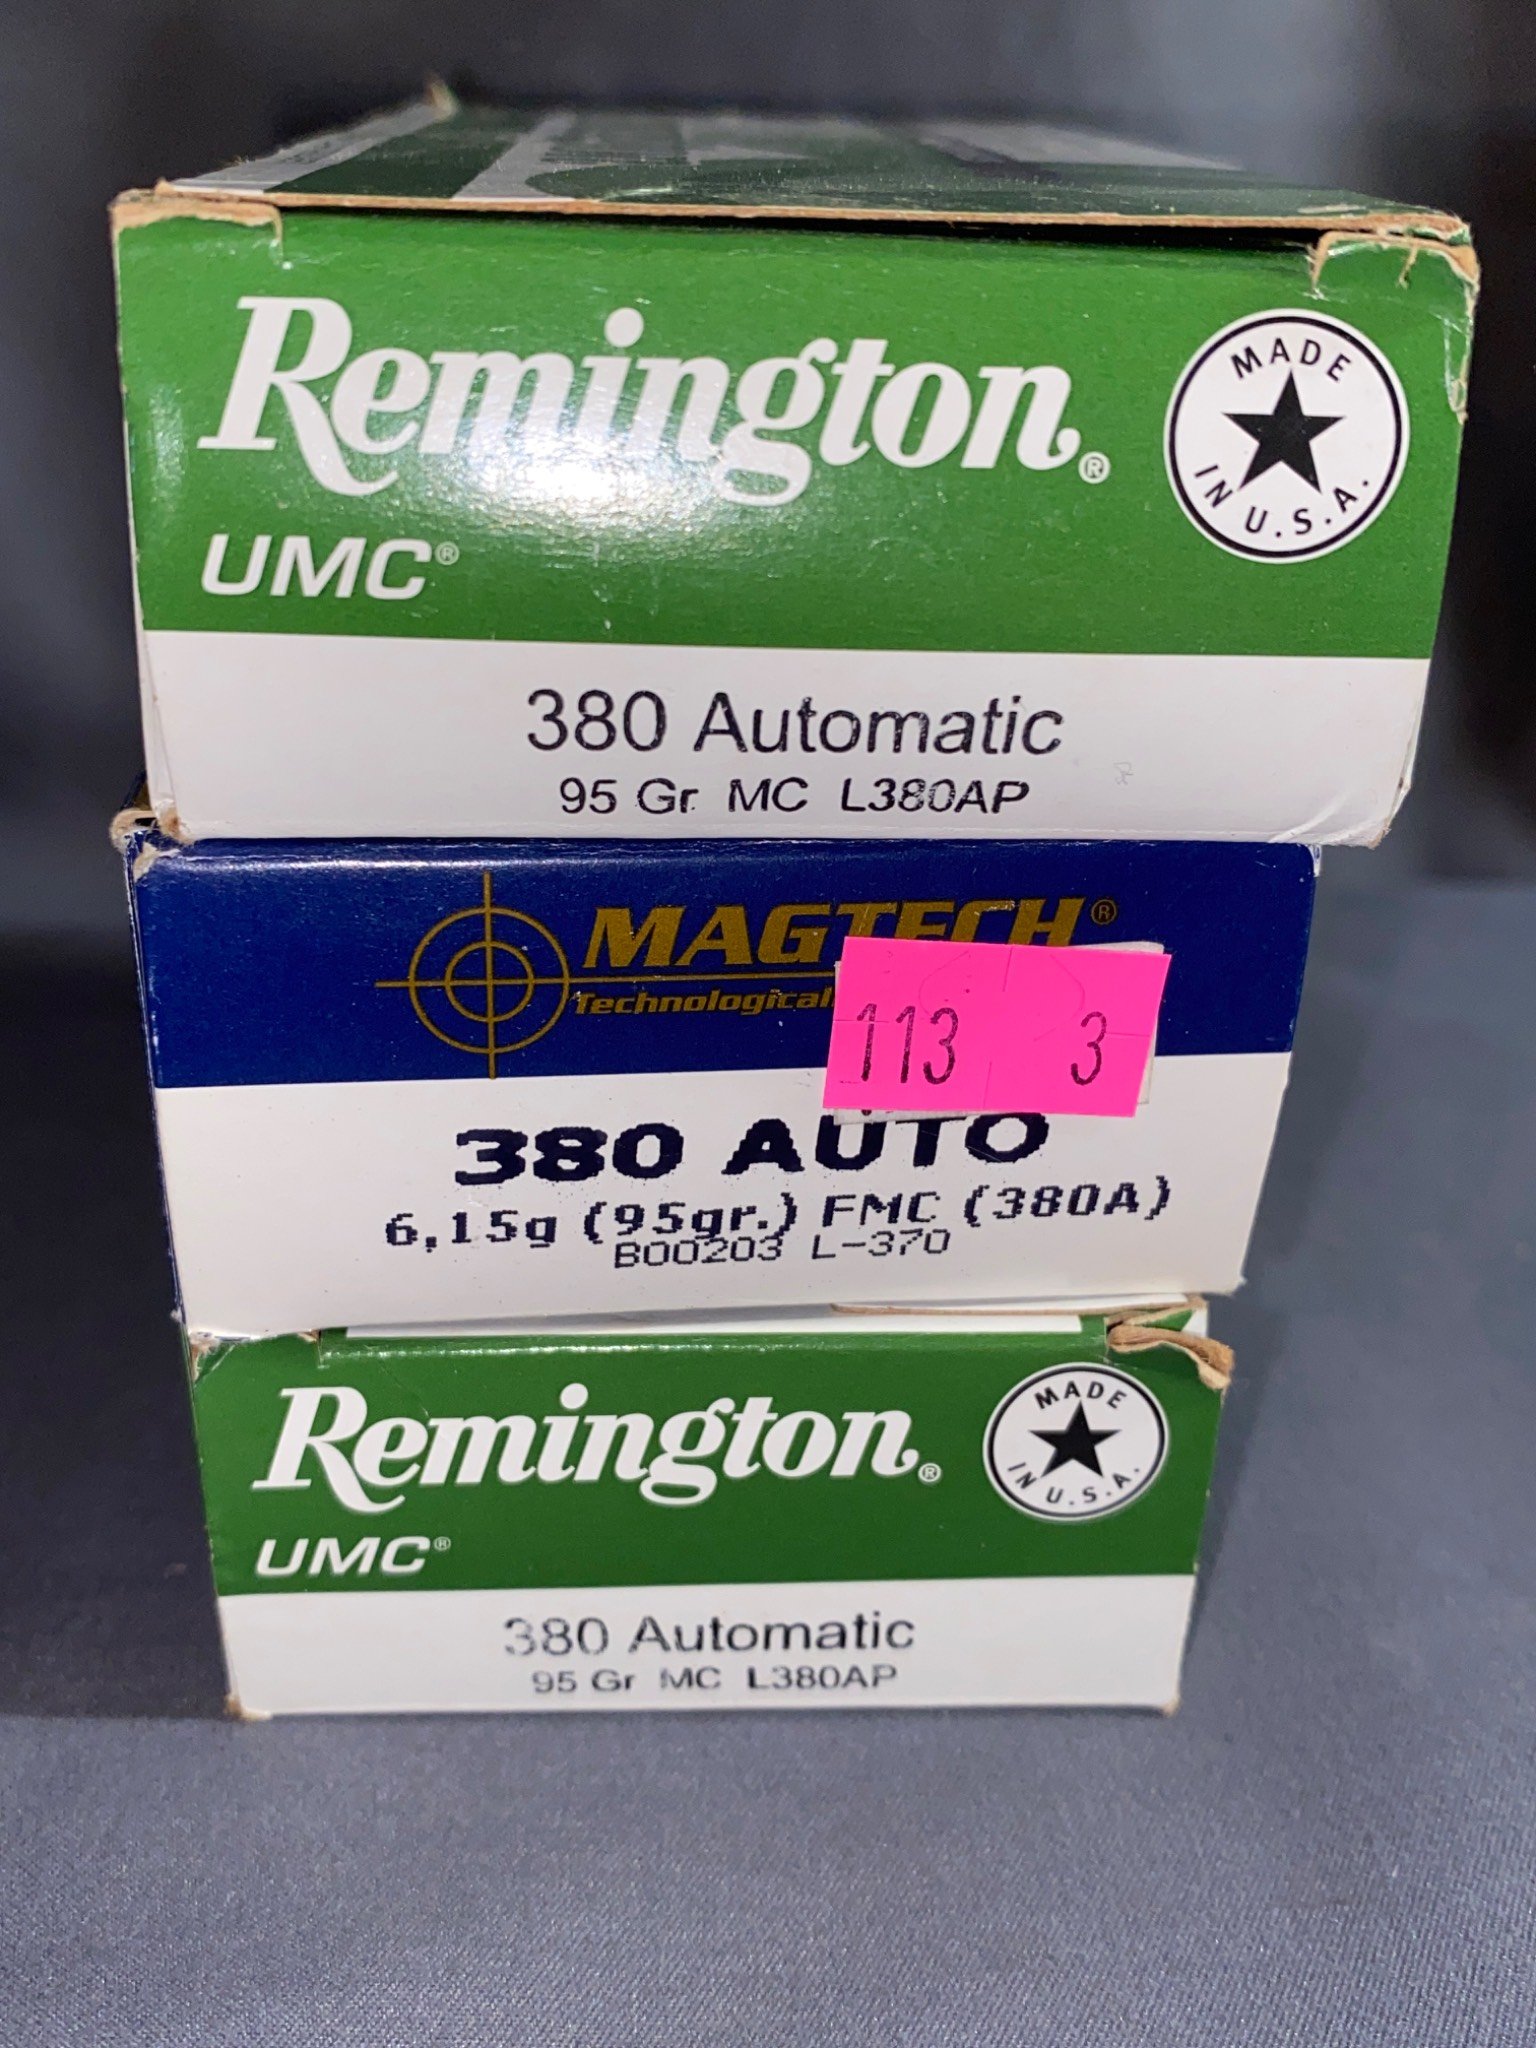 Remington®
MADE
IN U.S.A.
UMC®
380 Automatic
95 Gr MC L380AP
MAGTECH®
Technological
113 3
380 AUTO
6,15g (95gr.) FMC (380A)
B00203 L-370
Remington®
MADE
IN U.S.A.
UMC®
380 Automatic
95 Gr MC L380AP